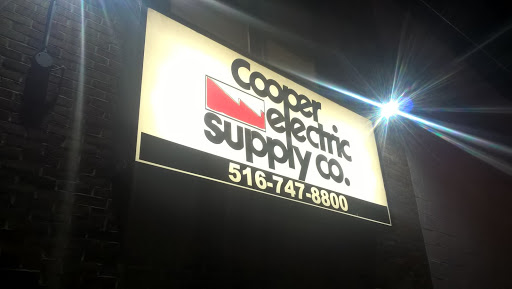 Cooper
electric
supply co.
516-747-8800